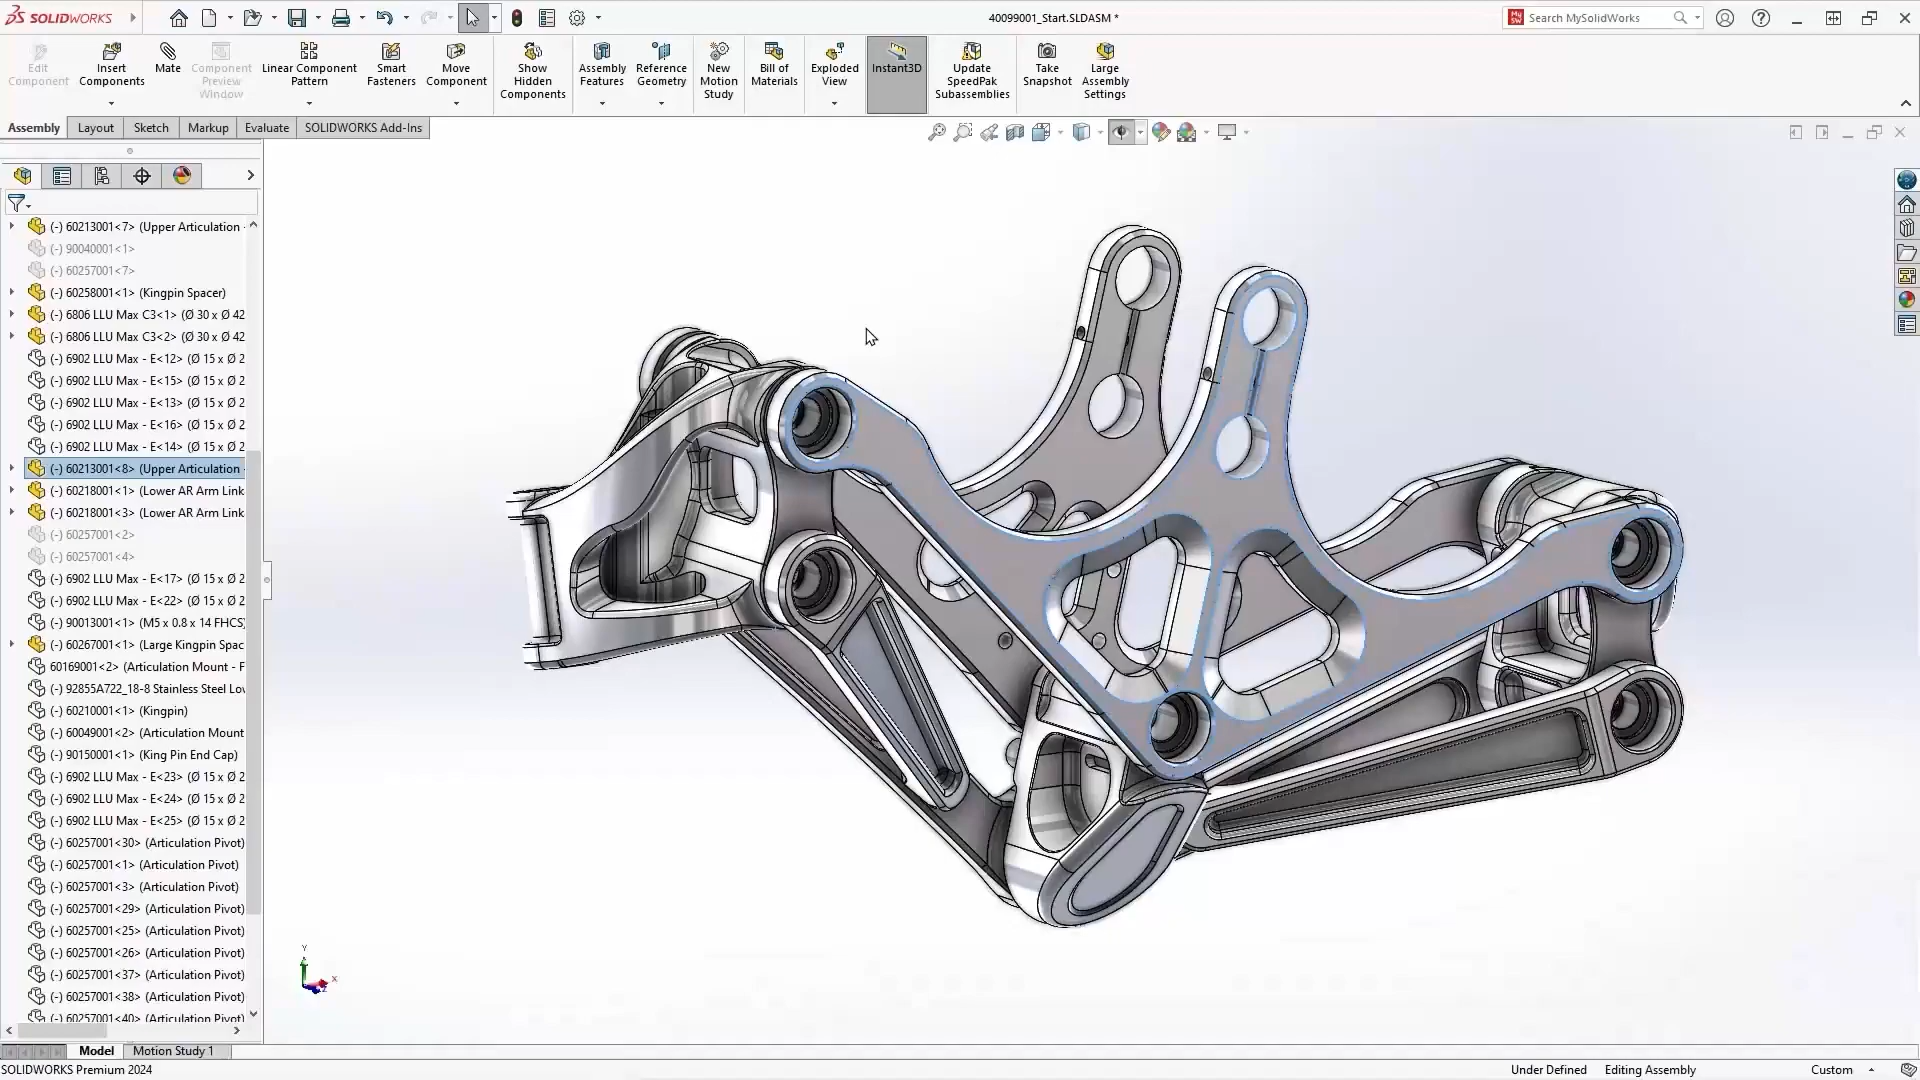 SOLIDWORKS
40099001_Start.SLDASM *
Search MySolidWorks
Edit Component
Insert Components
Mate
Component Preview Window
Linear Component Pattern
Smart Fasteners
Move Component
Show Hidden Components
Assembly Features
Reference Geometry
New Motion Study
Bill of Materials
Exploded View
Instant3D
Update SpeedPak Subassemblies
Take Snapshot
Large Assembly Settings
Assembly
Layout
Sketch
Markup
Evaluate
SOLIDWORKS Add-Ins
(-) 60213001<7> (Upper Articulation -
(-) 90040001<1>
(-) 60257001<7>
(-) 60258001<1> (Kingpin Spacer)
(-) 6806 LLU Max C3<1> (Ø 30 x Ø 42
(-) 6806 LLU Max C3<2> (Ø 30 x Ø 42
(-) 6902 LLU Max - E<12> (Ø 15 x Ø 2
(-) 6902 LLU Max - E<15> (Ø 15 x Ø 2
(-) 6902 LLU Max - E<13> (Ø 15 x Ø 2
(-) 6902 LLU Max - E<16> (Ø 15 x Ø 2
(-) 6902 LLU Max - E<14> (Ø 15 x Ø 2
(-) 60213001<8> (Upper Articulation -
(-) 60218001<1> (Lower AR Arm Link
(-) 60218001<3> (Lower AR Arm Link
(-) 60257001<2>
(-) 60257001<4>
(-) 6902 LLU Max - E<17> (Ø 15 x Ø 2
(-) 6902 LLU Max - E<22> (Ø 15 x Ø 2
(-) 90013001<1> (M5 x 0.8 x 14 FHCS)
(-) 60267001<1> (Large Kingpin Spac
60169001<2> (Articulation Mount - F
(-) 92855A722_18-8 Stainless Steel Lov
(-) 60210001<1> (Kingpin)
(-) 60049001<2> (Articulation Mount
(-) 90150001<1> (King Pin End Cap)
(-) 6902 LLU Max - E<23> (Ø 15 x Ø 2
(-) 6902 LLU Max - E<24> (Ø 15 x Ø 2
(-) 6902 LLU Max - E<25> (Ø 15 x Ø 2
(-) 60257001<30> (Articulation Pivot)
(-) 60257001<1> (Articulation Pivot)
(-) 60257001<3> (Articulation Pivot)
(-) 60257001<29> (Articulation Pivot)
(-) 60257001<25> (Articulation Pivot)
(-) 60257001<26> (Articulation Pivot)
(-) 60257001<37> (Articulation Pivot)
(-) 60257001<38> (Articulation Pivot)
(-) 60257001<40> (Articulation Pivot)
Y
X
Z
Model
Motion Study 1
SOLIDWORKS Premium 2024
Under Defined
Editing Assembly
Custom